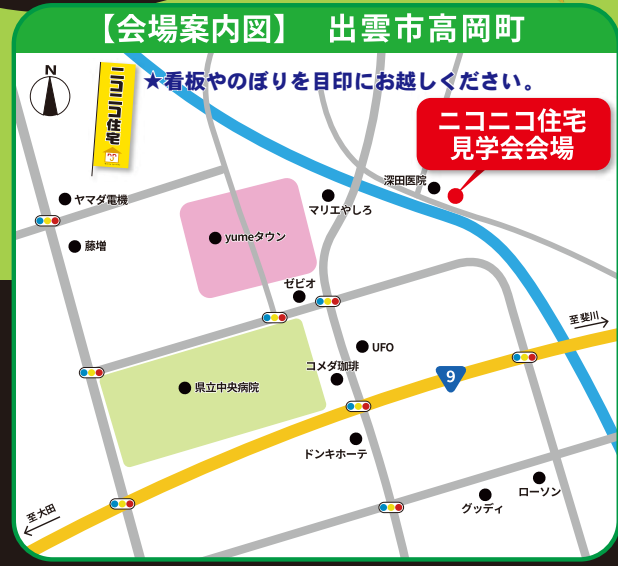 【会場案内図】 出雲市高岡町
★看板やのぼりを目印にお越しください。
N
ニコニコ住宅
ニコニコ住宅
見学会会場
深田医院
ヤマダ電機
マリエやしろ
yumeタウン
藤増
ゼビオ
至斐川
UFO
コメダ珈琲
9
県立中央病院
ドンキホーテ
ローソン
グッディ
至大田